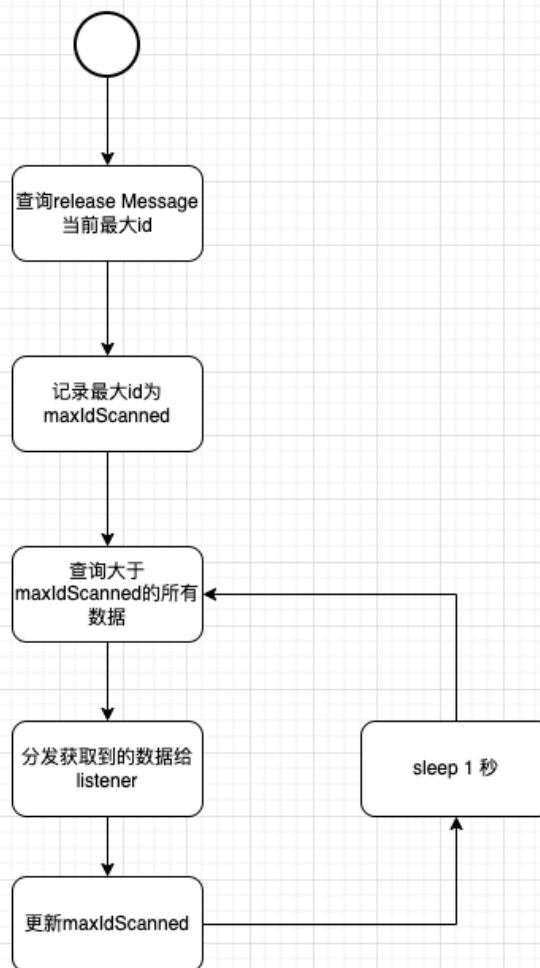 查询release Message
当前最大id
记录最大id为
maxIdScanned
查询大于
maxIdScanned的所有
数据
分发获取到的数据给
listener
sleep 1 秒
更新maxIdScanned